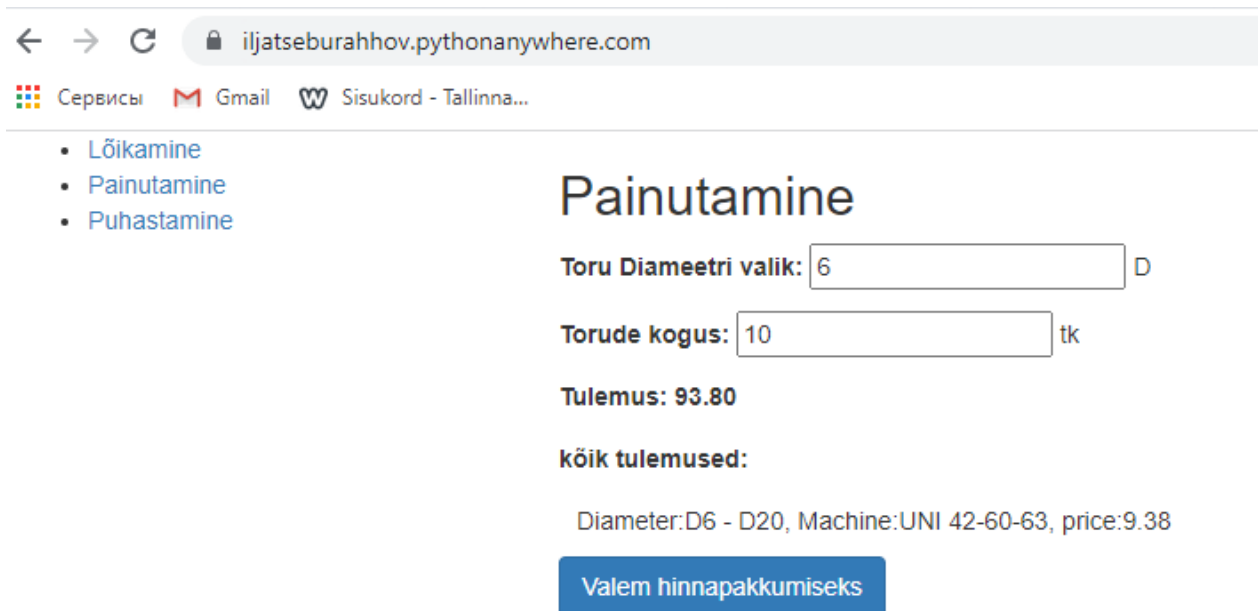 iljatseburahhov.pythonanywhere.com
Сервисы Gmail Sisukord - Tallinna...
Lõikamine
Painutamine
Puhastamine
Painutamine
Toru Diameetri valik: 6 D
Torude kogus: 10 tk
Tulemus: 93.80
kõik tulemused:
Diameter:D6 - D20, Machine:UNI 42-60-63, price:9.38
Valem hinnapakkumiseks